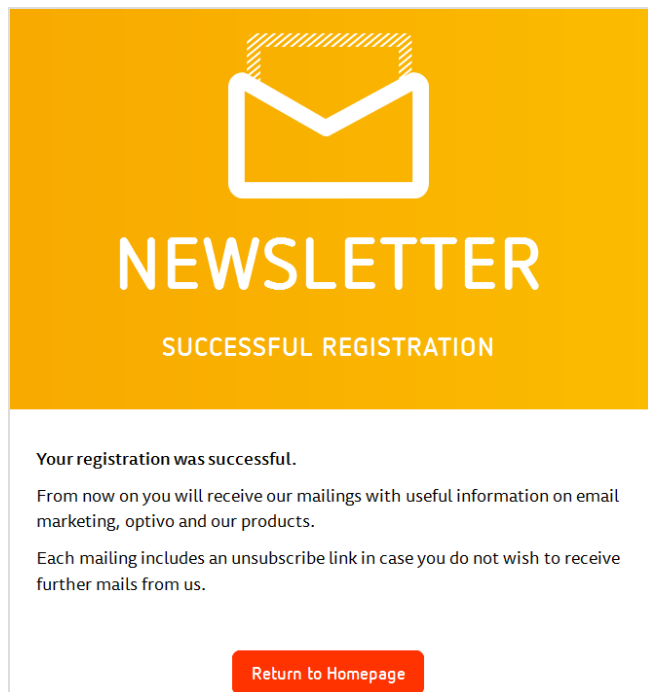 NEWSLETTER
SUCCESSFUL REGISTRATION
Your registration was successful.
From now on you will receive our mailings with useful information on email
marketing, optivo and our products.
Each mailing includes an unsubscribe link in case you do not wish to receive
further mails from us.
Return to Homepage